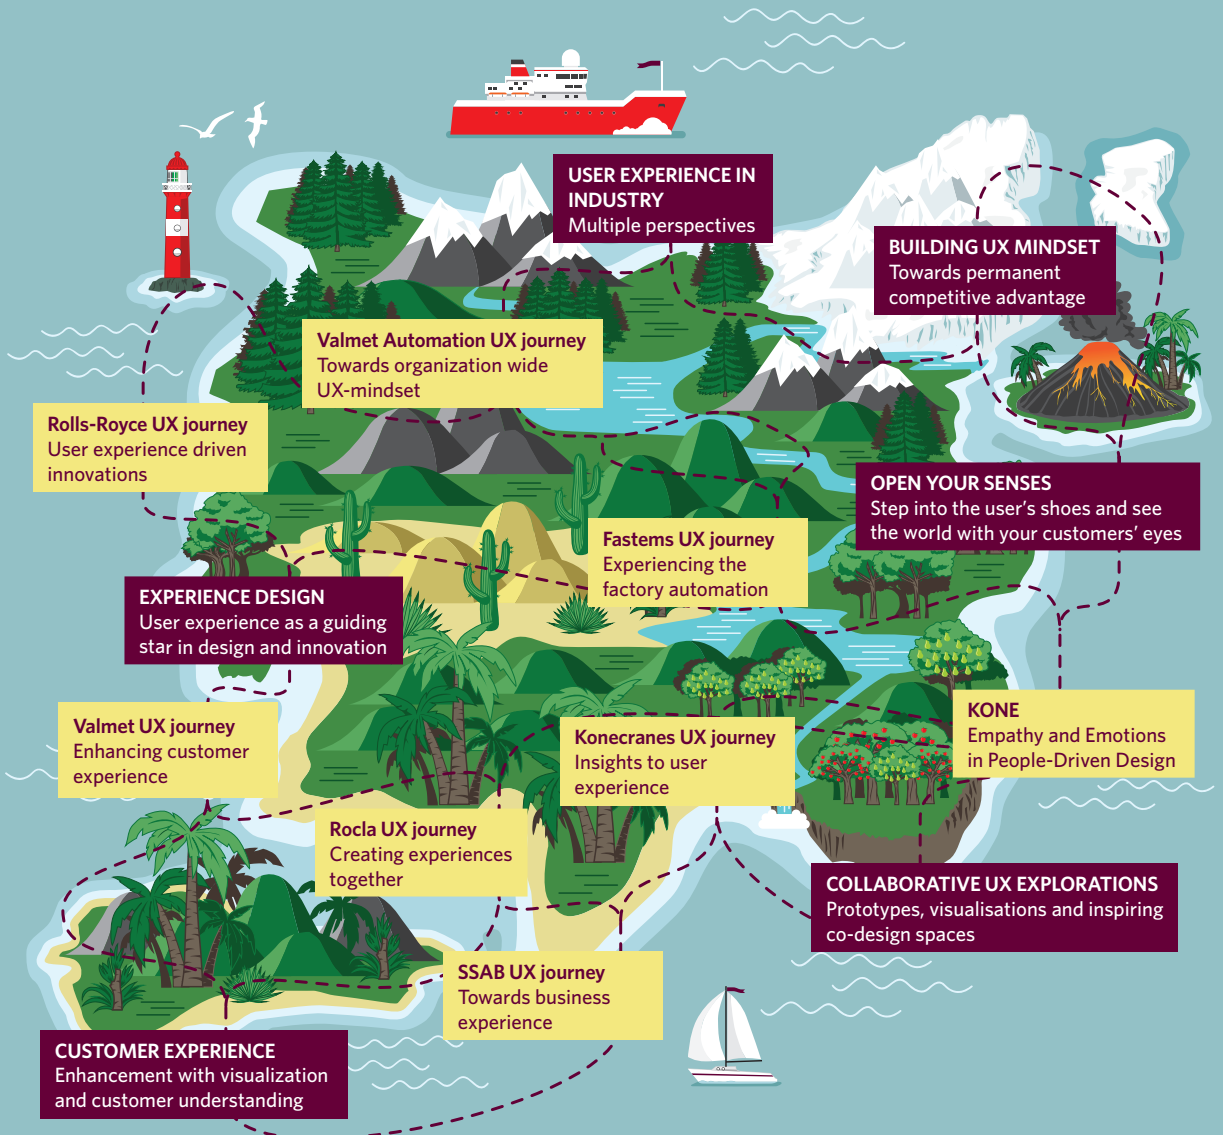 USER EXPERIENCE IN
INDUSTRY
Multiple perspectives
BUILDING UX MINDSET
Towards permanent
competitive advantage
Valmet Automation UX journey
Towards organization wide
UX-mindset
Rolls-Royce UX journey
User experience driven
innovations
OPEN YOUR SENSES
Step into the user’s shoes and see
the world with your customers’ eyes
Fastems UX journey
Experiencing the
factory automation
EXPERIENCE DESIGN
User experience as a guiding
star in design and innovation
KONE
Empathy and Emotions
in People-Driven Design
Valmet UX journey
Enhancing customer
experience
Konecranes UX journey
Insights to user
experience
Rocla UX journey
Creating experiences
together
COLLABORATIVE UX EXPLORATIONS
Prototypes, visualisations and inspiring
co-design spaces
SSAB UX journey
Towards business
experience
CUSTOMER EXPERIENCE
Enhancement with visualization
and customer understanding